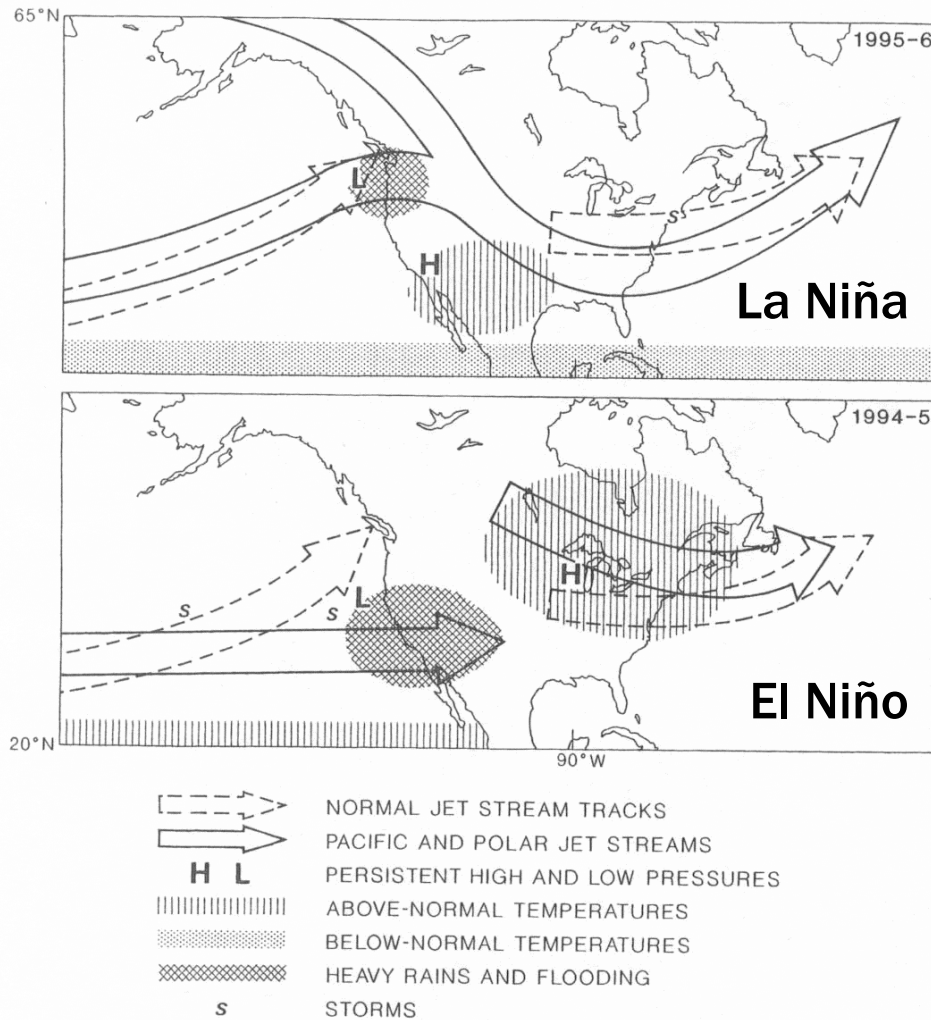 65°N
1995-6
L
S
H
La Niña
1994-5
H
S
S
L
El Niño
20°N
90°W
NORMAL JET STREAM TRACKS
PACIFIC AND POLAR JET STREAMS
H L PERSISTENT HIGH AND LOW PRESSURES
ABOVE-NORMAL TEMPERATURES
BELOW-NORMAL TEMPERATURES
HEAVY RAINS AND FLOODING
S STORMS